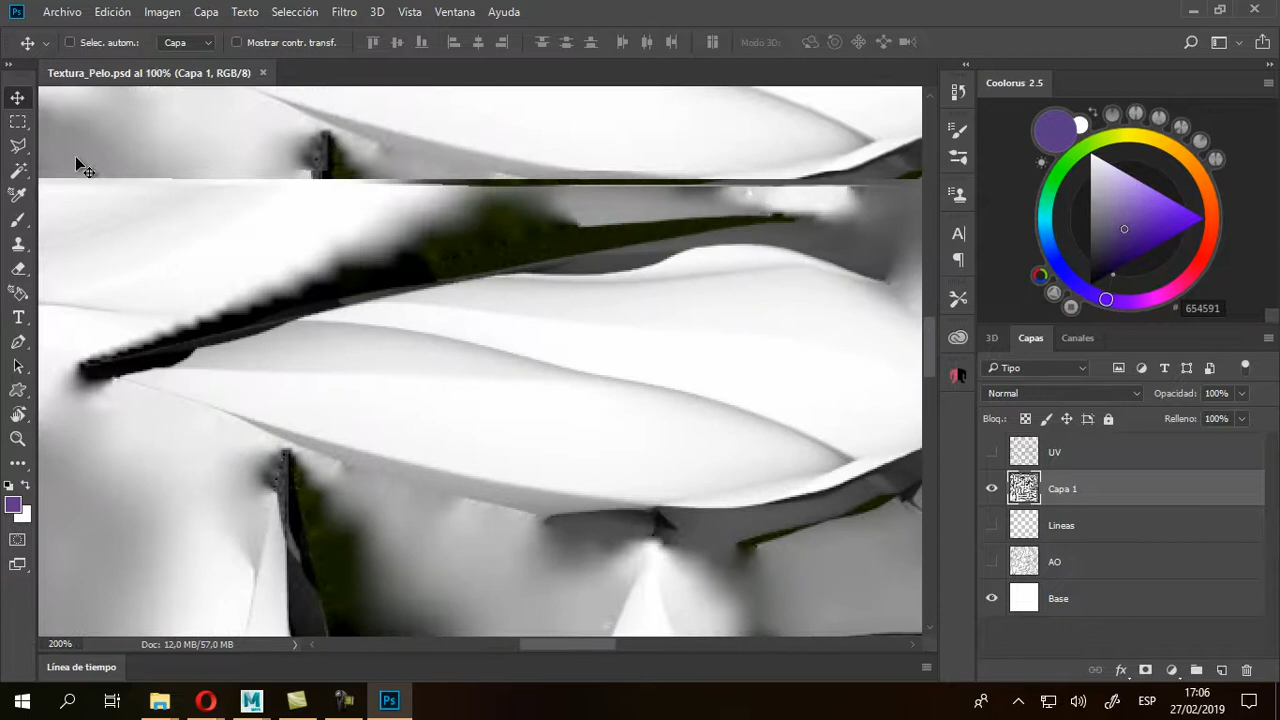 Ps Archivo Edición Imagen Capa Texto Selección Filtro 3D Vista Ventana Ayuda
Selec. autom.: Capa Mostrar contr. transf. Modo 3D:
Textura_Pelo.psd al 100% (Capa 1, RGB/8)
Coolorus 2.5
# 654591
3D Capas Canales
Tipo
Normal Opacidad: 100%
Bloq.: Relleno: 100%
UV
Capa 1
Lineas
AO
Base
200% Doc: 12,0 MB/57,0 MB
Línea de tiempo
ESP 17:06
27/02/2019